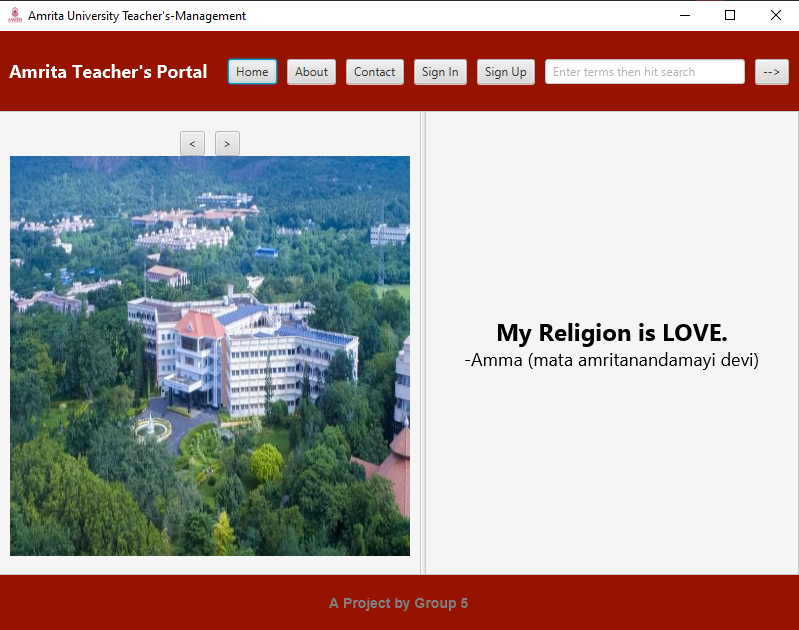 Amrita University Teacher's-Management
Amrita Teacher's Portal
Home
About
Contact
Sign In
Sign Up
Enter terms then hit search
-->
<
>
My Religion is LOVE.
-Amma (mata amritanandamayi devi)
A Project by Group 5